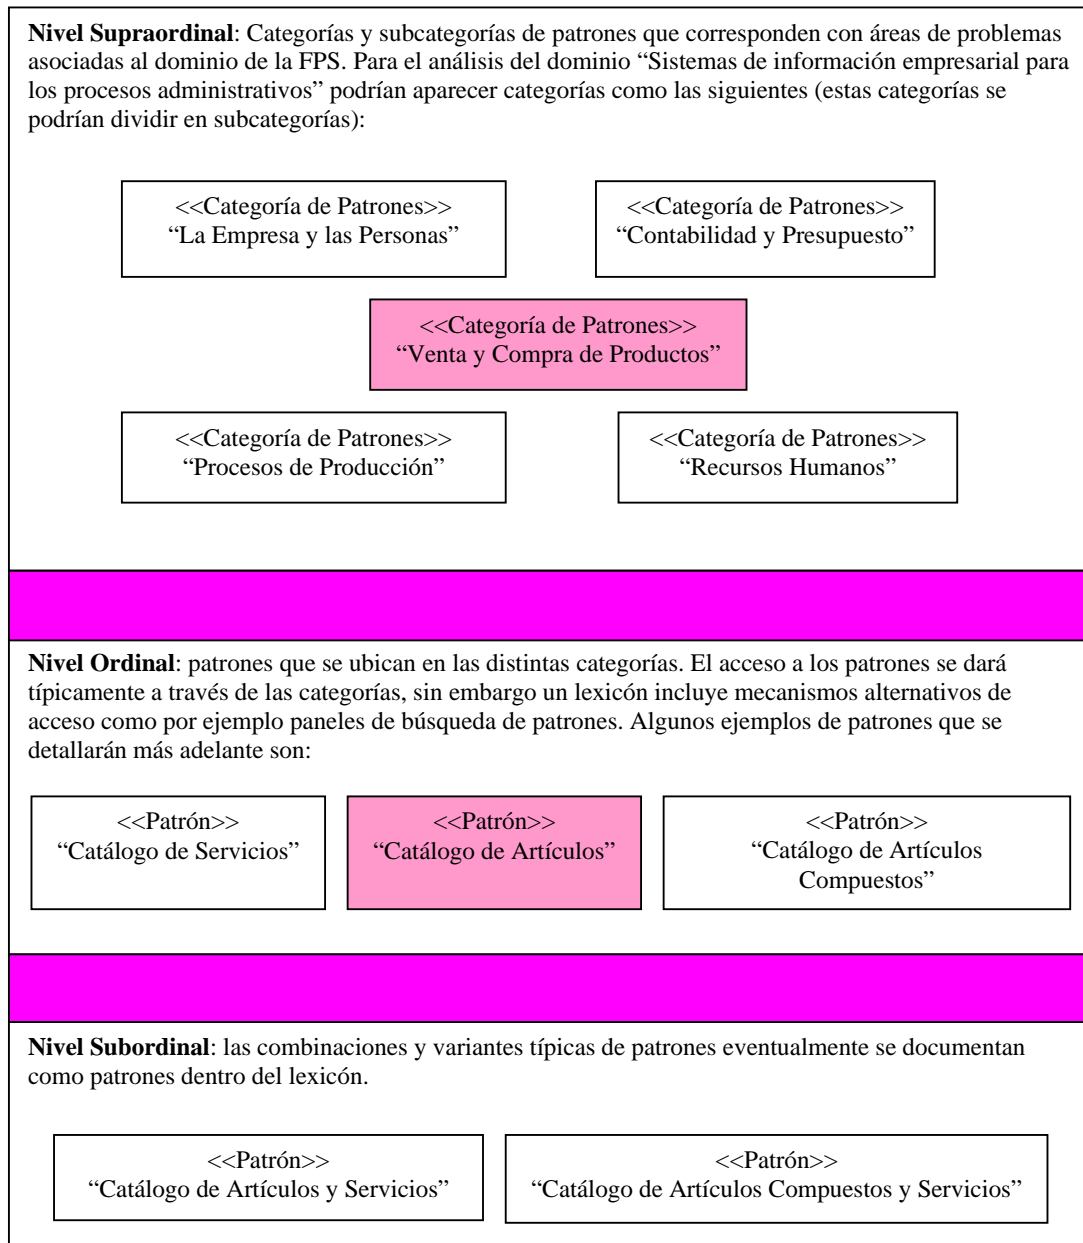 Nivel Supraordinal: Categorías y subcategorías de patrones que corresponden con áreas de problemas
asociadas al dominio de la FPS. Para el análisis del dominio “Sistemas de información empresarial para
los procesos administrativos” podrían aparecer categorías como las siguientes (estas categorías se
podrían dividir en subcategorías):
<<Categoría de Patrones>>
“La Empresa y las Personas”
<<Categoría de Patrones>>
“Contabilidad y Presupuesto”
<<Categoría de Patrones>>
“Venta y Compra de Productos”
<<Categoría de Patrones>>
“Procesos de Producción”
<<Categoría de Patrones>>
“Recursos Humanos”
Nivel Ordinal: patrones que se ubican en las distintas categorías. El acceso a los patrones se dará
típicamente a través de las categorías, sin embargo un lexicón incluye mecanismos alternativos de
acceso como por ejemplo paneles de búsqueda de patrones. Algunos ejemplos de patrones que se
detallarán más adelante son:
<<Patrón>>
“Catálogo de Servicios”
<<Patrón>>
“Catálogo de Artículos”
<<Patrón>>
“Catálogo de Artículos
Compuestos”
Nivel Subordinal: las combinaciones y variantes típicas de patrones eventualmente se documentan
como patrones dentro del lexicón.
<<Patrón>>
“Catálogo de Artículos y Servicios”
<<Patrón>>
“Catálogo de Artículos Compuestos y Servicios”